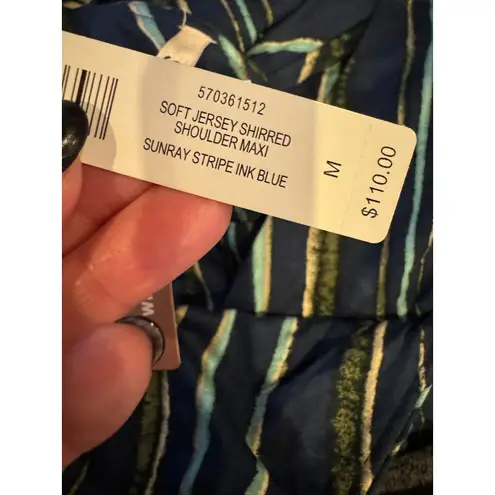 570361512
SOFT JERSEY SHIRRED
SHOULDER MAXI
SUNRAY STRIPE INK BLUE
M
$110.00